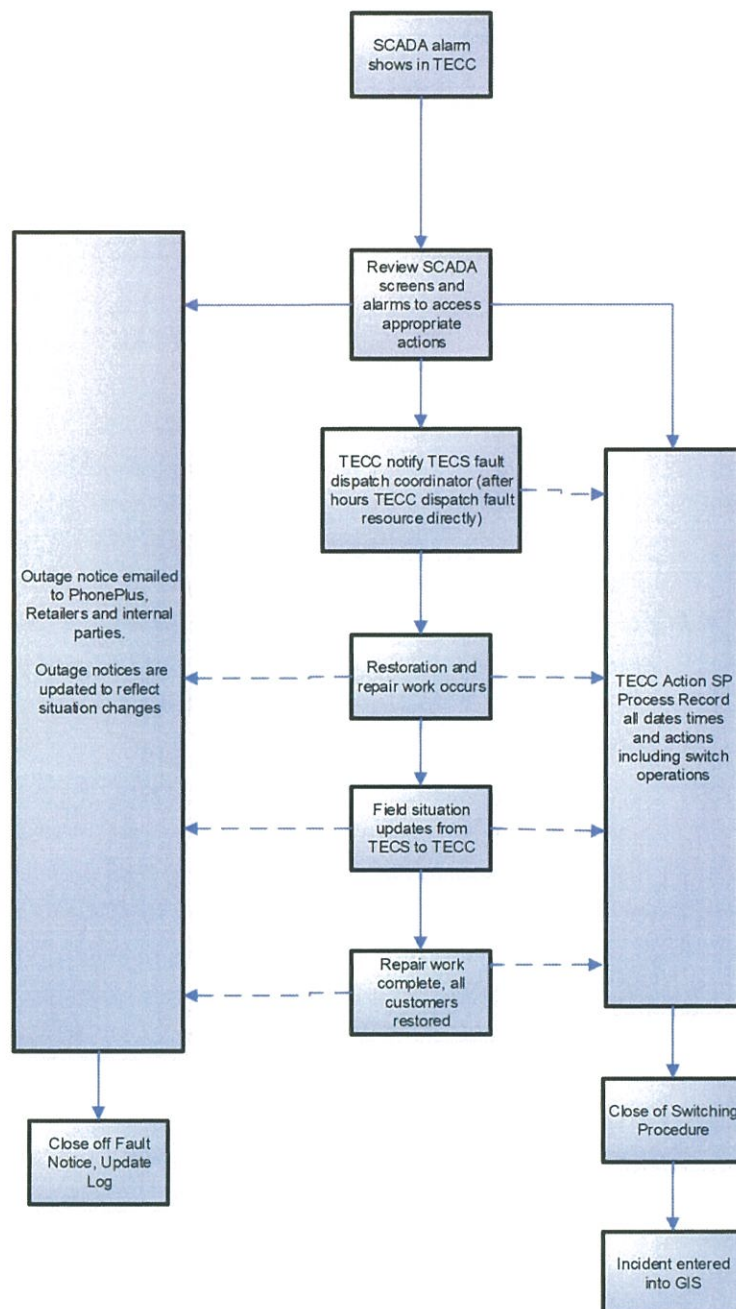 SCADA alarm
shows in TECC
Review SCADA
screens and
alarms to access
appropriate
actions
TECC notify TECS fault
dispatch coordinator (after
hours TECC dispatch fault
resource directly)
Outage notice emailed
to PhonePlus,
Retailers and internal
parties.
Outage notices are
updated to reflect
situation changes
Restoration and
repair work occurs
TECC Action SP
Process Record
all dates times
and actions
including switch
operations
Field situation
updates from
TECS to TECC
Repair work
complete, all
customers
restored
Close off Fault
Notice, Update
Log
Close of Switching
Procedure
Incident entered
into GIS